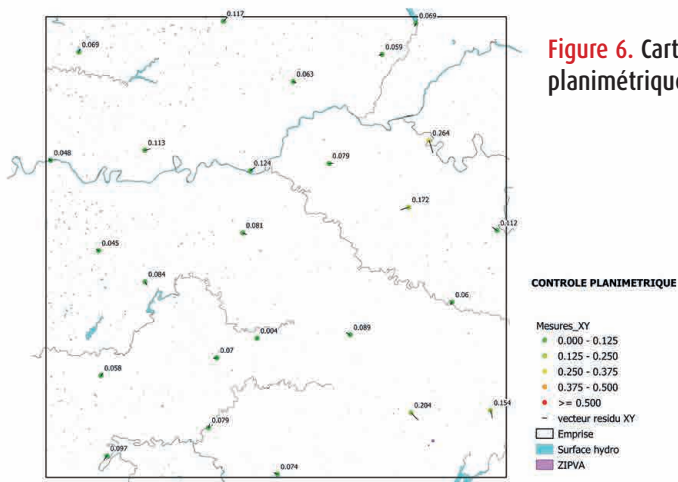 Figure 6. Cart
planimétrique
0.117
0.069
0.069
0.059
0.063
0.264
0.113
0.048
0.124
0.079
0.172
0.112
0.081
0.045
0.084
0.06
0.004
0.089
0.07
0.058
0.204
0.154
0.079
0.097
0.074
CONTROLE PLANIMETRIQUE
Mesures_XY
0.000 - 0.125
0.125 - 0.250
0.250 - 0.375
0.375 - 0.500
>= 0.500
vecteur residu XY
Emprise
Surface hydro
ZIPVA